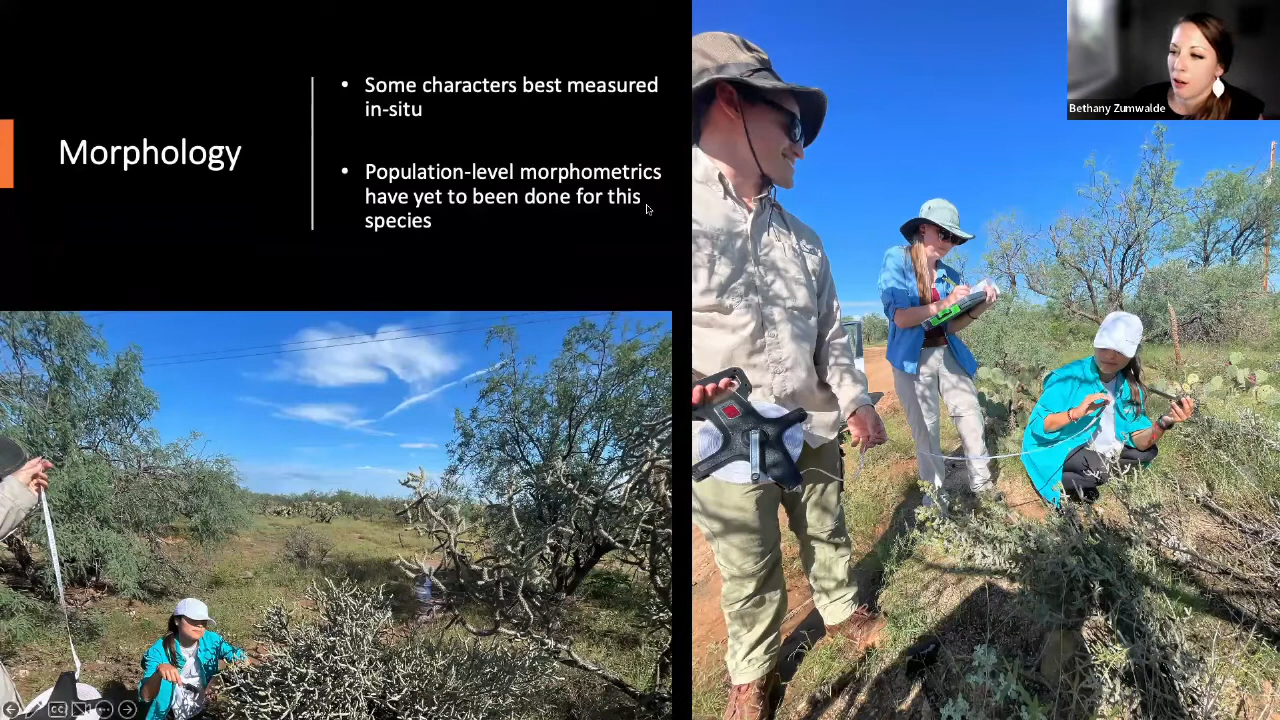 Morphology
• Some characters best measured
in-situ
• Population-level morphometrics
have yet to been done for this
species
Bethany Zumwalde
CC